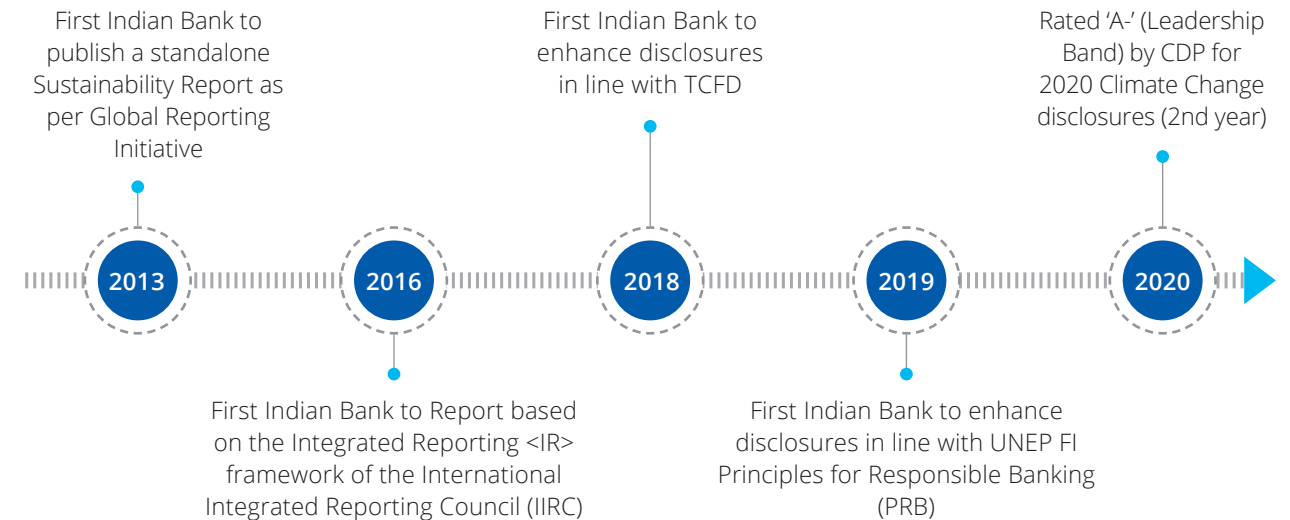 First Indian Bank to
publish a standalone
Sustainability Report as
per Global Reporting
Initiative
First Indian Bank to
enhance disclosures
in line with TCFD
Rated ‘A-’ (Leadership
Band) by CDP for
2020 Climate Change
disclosures (2nd year)
2013
2016
2018
2019
2020
First Indian Bank to Report based
on the Integrated Reporting <IR>
framework of the International
Integrated Reporting Council (IIRC)
First Indian Bank to enhance
disclosures in line with UNEP FI
Principles for Responsible Banking
(PRB)